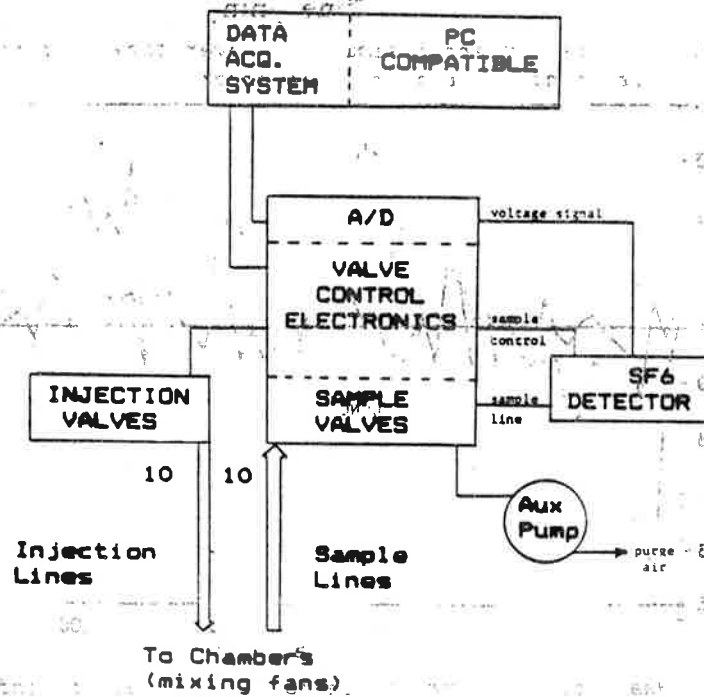 DATA
ACQ.
SYSTEM
PC
COMPATIBLE
A/D
voltage signal
VALVE
CONTROL
ELECTRONICS
sample
control
SF6
DETECTOR
INJECTION
VALVES
SAMPLE
VALVES
sample
line
10
10
Aux
Pump
purge
air
Injection
Lines
Sample
Lines
To Chambers
(mixing fans)